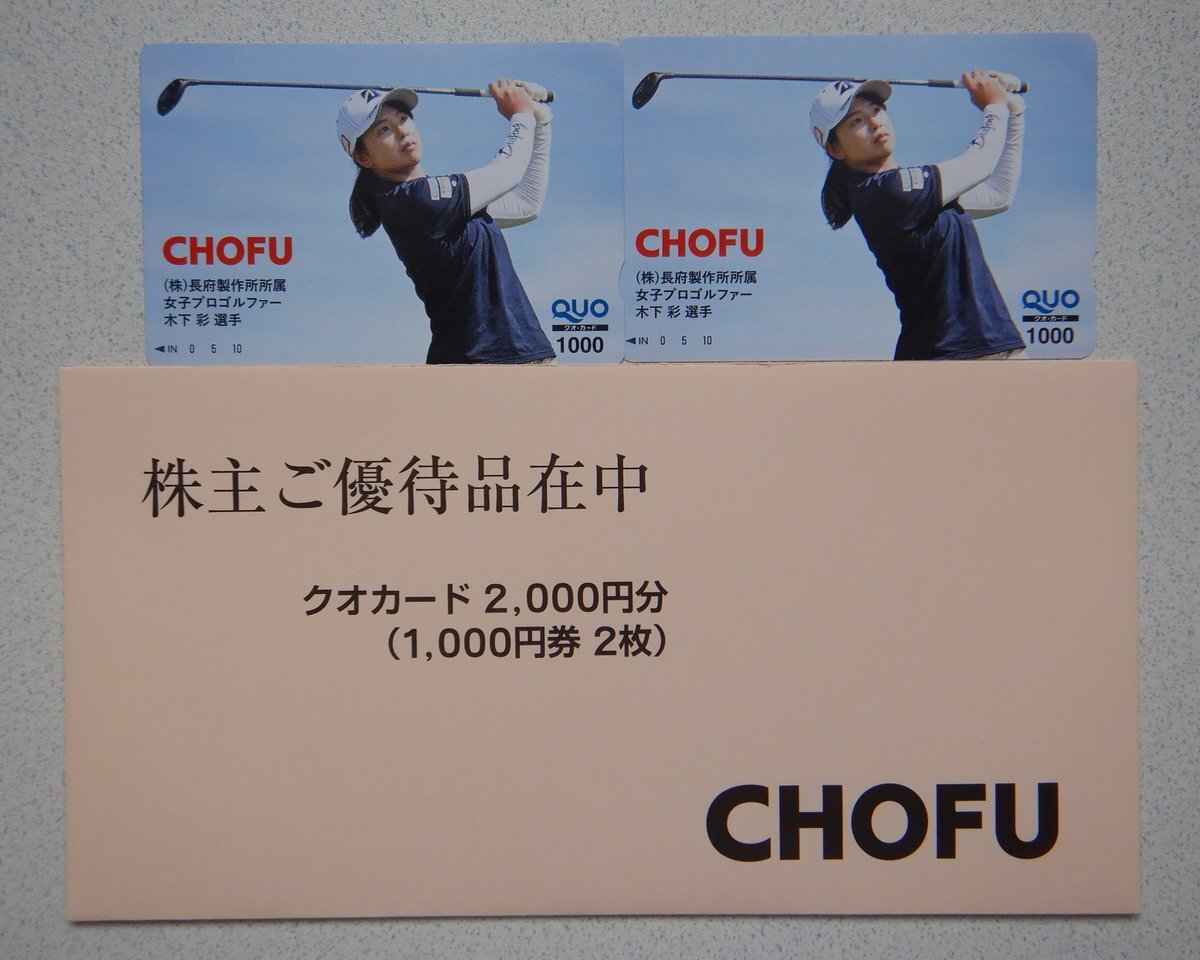 CHOFU
(株)長府製作所所属
女子プロゴルファー
木下 彩 選手
◀IN 0 5 10
QUO
クオ・カード
1000
CHOFU
(株)長府製作所所属
女子プロゴルファー
木下 彩 選手
◀IN 0 5 10
QUO
クオ・カード
1000
株主ご優待品在中
クオカード 2,000円分
(1,000円券 2枚)
CHOFU